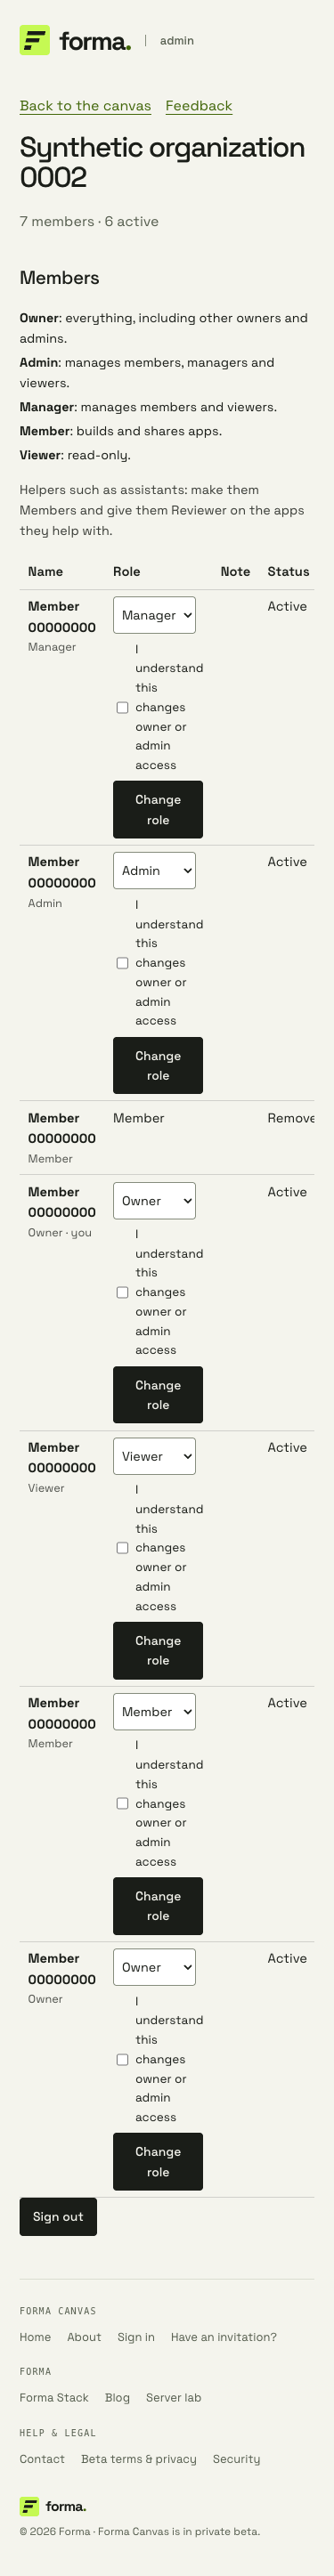 forma. | admin
Back to the canvas Feedback
Synthetic organization
0002
7 members · 6 active
Members
Owner: everything, including other owners and
admins.
Admin: manages members, managers and
viewers.
Manager: manages members and viewers.
Member: builds and shares apps.
Viewer: read-only.
Helpers such as assistants: make them
Members and give them Reviewer on the apps
they help with.
Name Role Note Status
Member
00000000
Manager
Manager
I
understand
this
changes
owner or
admin
access
Change
role
Active
Member
00000000
Admin
Admin
I
understand
this
changes
owner or
admin
access
Change
role
Active
Member
00000000
Member
Member
Remove
Member
00000000
Owner · you
Owner
I
understand
this
changes
owner or
admin
access
Change
role
Active
Member
00000000
Viewer
Viewer
I
understand
this
changes
owner or
admin
access
Change
role
Active
Member
00000000
Member
Member
I
understand
this
changes
owner or
admin
access
Change
role
Active
Member
00000000
Owner
Owner
I
understand
this
changes
owner or
admin
access
Change
role
Active
Sign out
FORMA CANVAS
Home About Sign in Have an invitation?
FORMA
Forma Stack Blog Server lab
HELP & LEGAL
Contact Beta terms & privacy Security
forma.
© 2026 Forma · Forma Canvas is in private beta.